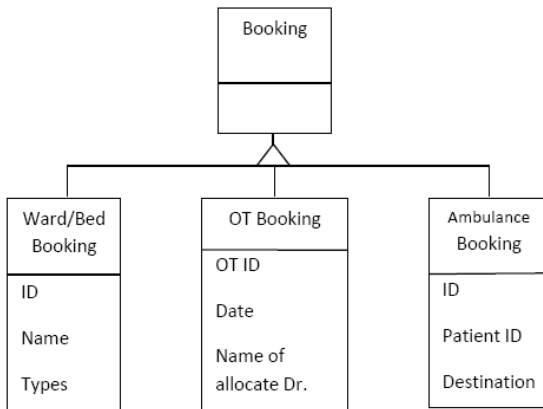 Booking
Ward/Bed
Booking
ID
Name
Types
OT Booking
OT ID
Date
Name of
allocate Dr.
Ambulance
Booking
ID
Patient ID
Destination